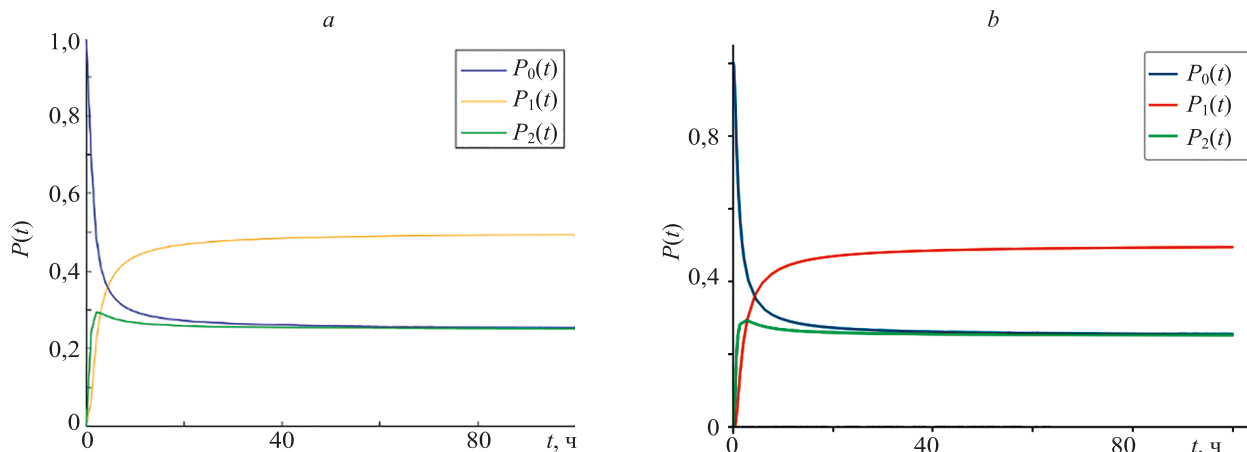 a
1,0
0,8
0,6
0,4
0,2
0
P(t)
P₀(t)
P₁(t)
P₂(t)
0
40
80
t, ч
b
0,8
0,4
0
P(t)
P₀(t)
P₁(t)
P₂(t)
0
40
80
t, ч